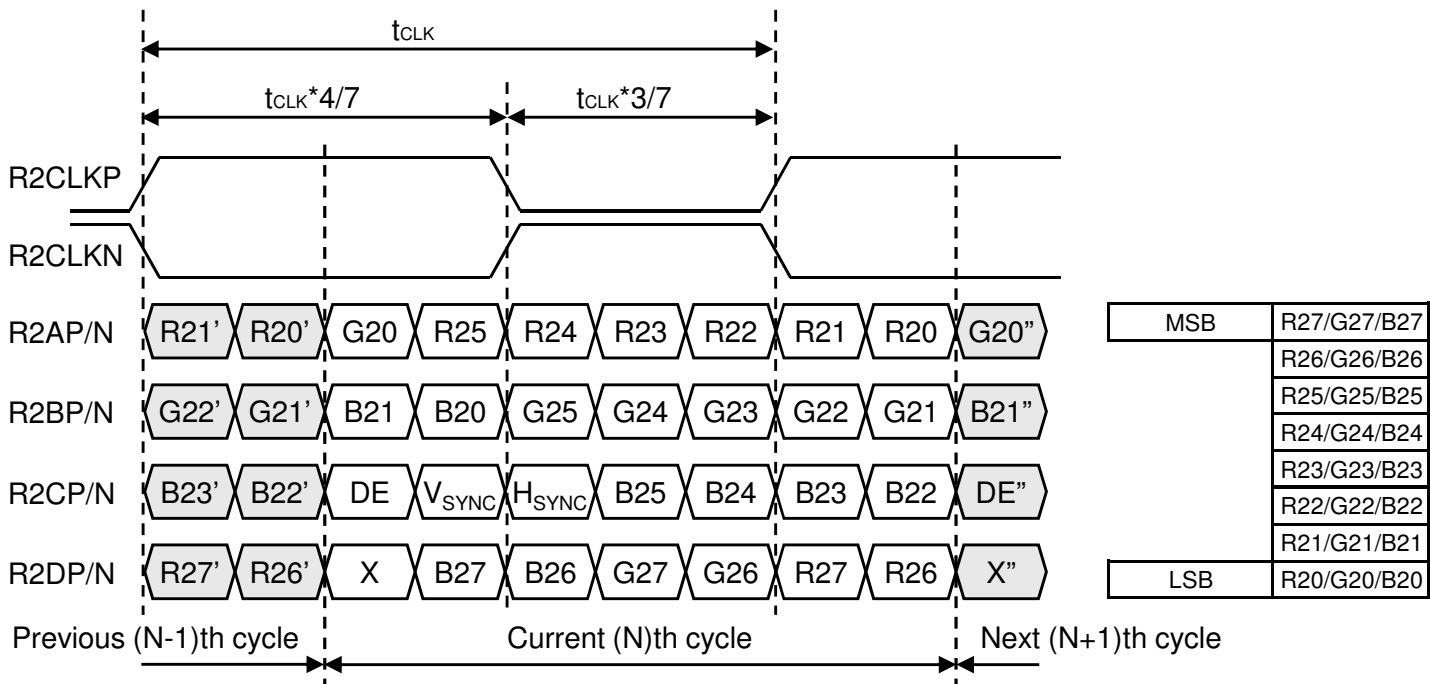 tCLK
tCLK*4/7 tCLK*3/7
R2CLKP
R2CLKN
R2AP/N R21’ R20’ G20 R25 R24 R23 R22 R21 R20 G20”
R2BP/N G22’ G21’ B21 B20 G25 G24 G23 G22 G21 B21”
R2CP/N B23’ B22’ DE VSYNC HSYNC B25 B24 B23 B22 DE”
R2DP/N R27’ R26’ X B27 B26 G27 G26 R27 R26 X”
Previous (N-1)th cycle Current (N)th cycle Next (N+1)th cycle
MSB R27/G27/B27
R26/G26/B26
R25/G25/B25
R24/G24/B24
R23/G23/B23
R22/G22/B22
R21/G21/B21
LSB R20/G20/B20